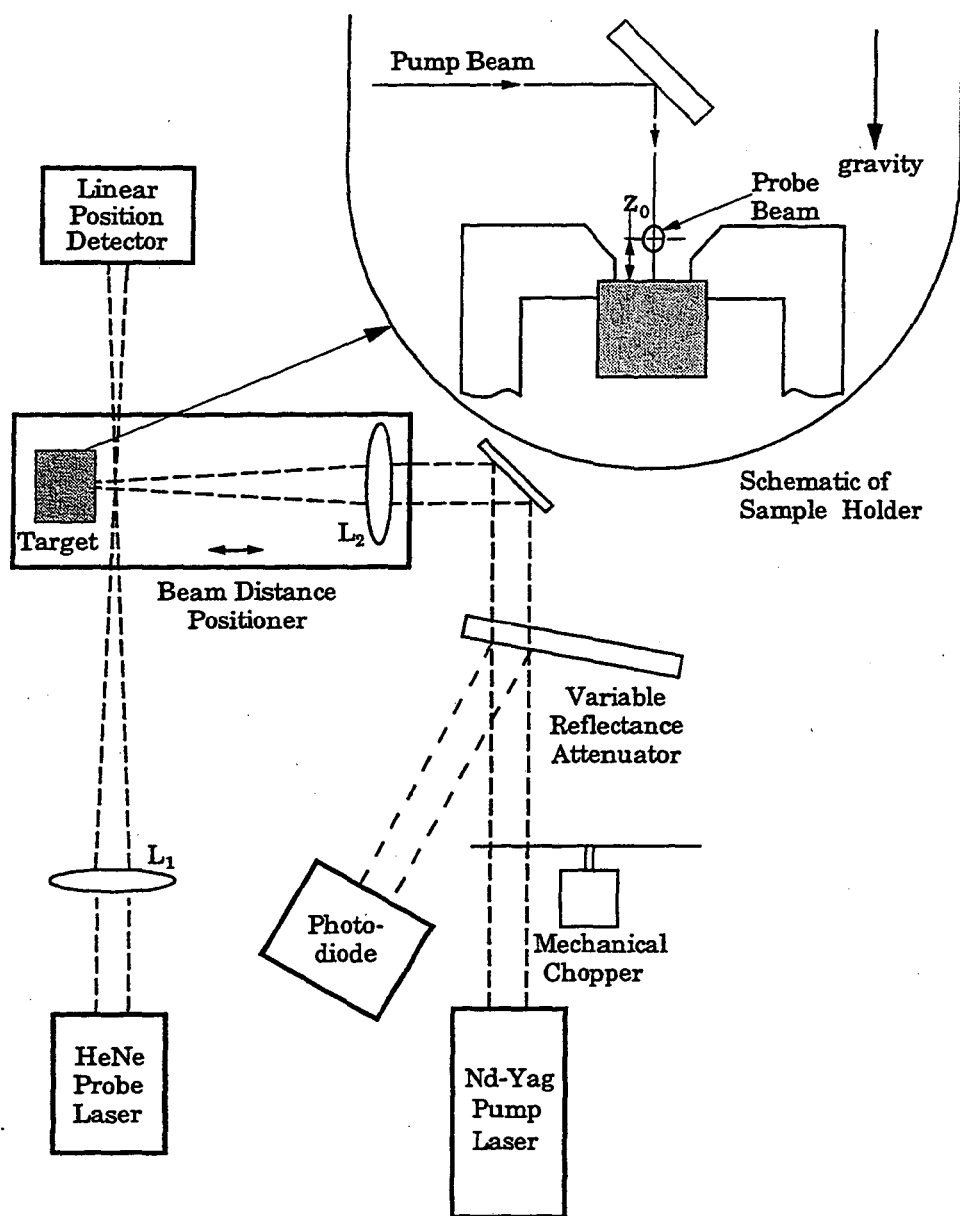 Pump Beam
gravity
Probe
Beam
Z₀
Linear
Position
Detector
Target
L₂
Schematic of
Sample Holder
Beam Distance
Positioner
Variable
Reflectance
Attenuator
L₁
Photo-
diode
Mechanical
Chopper
HeNe
Probe
Laser
Nd-Yag
Pump
Laser